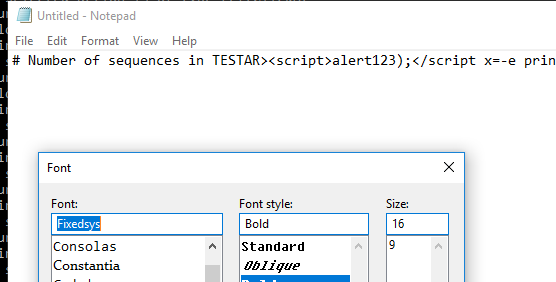 Untitled - Notepad
File Edit Format View Help
# Number of sequences in TESTAR><script>alert123);</script x=-e prin
Font
Font: Font style: Size:
Fixedsys Bold 16
Consolas Standard 9
Constantia Oblique